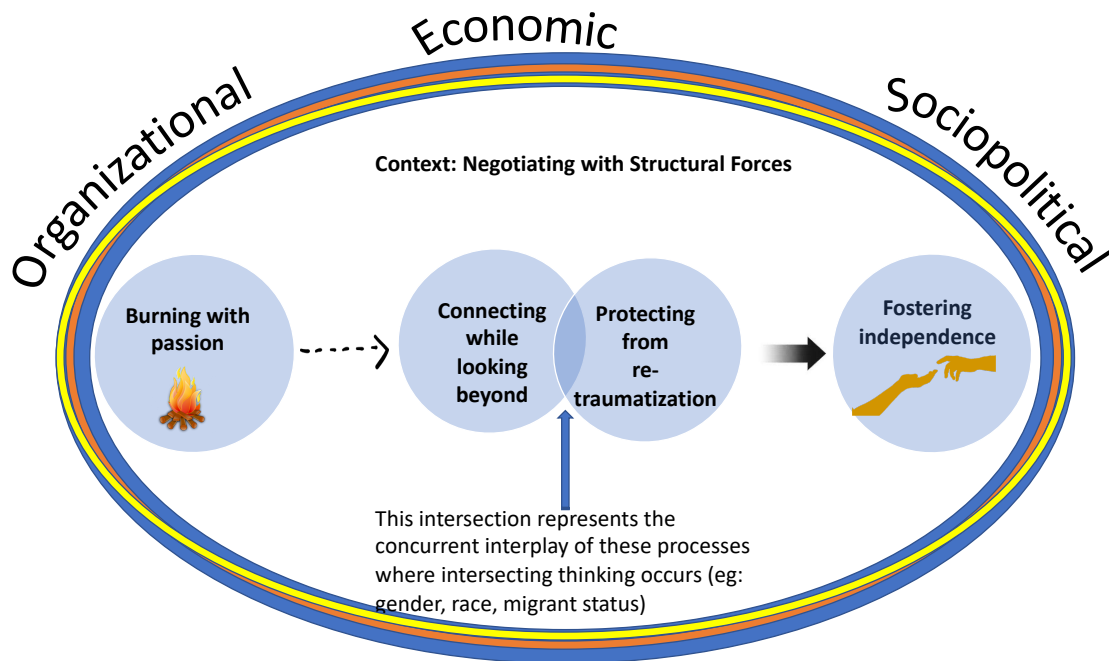 Organizational
Economic
Sociopolitical
Context: Negotiating with Structural Forces
Burning with
passion
Connecting
while
looking
beyond
Protecting
from
re-
traumatization
Fostering
independence
This intersection represents the
concurrent interplay of these processes
where intersecting thinking occurs (eg:
gender, race, migrant status)